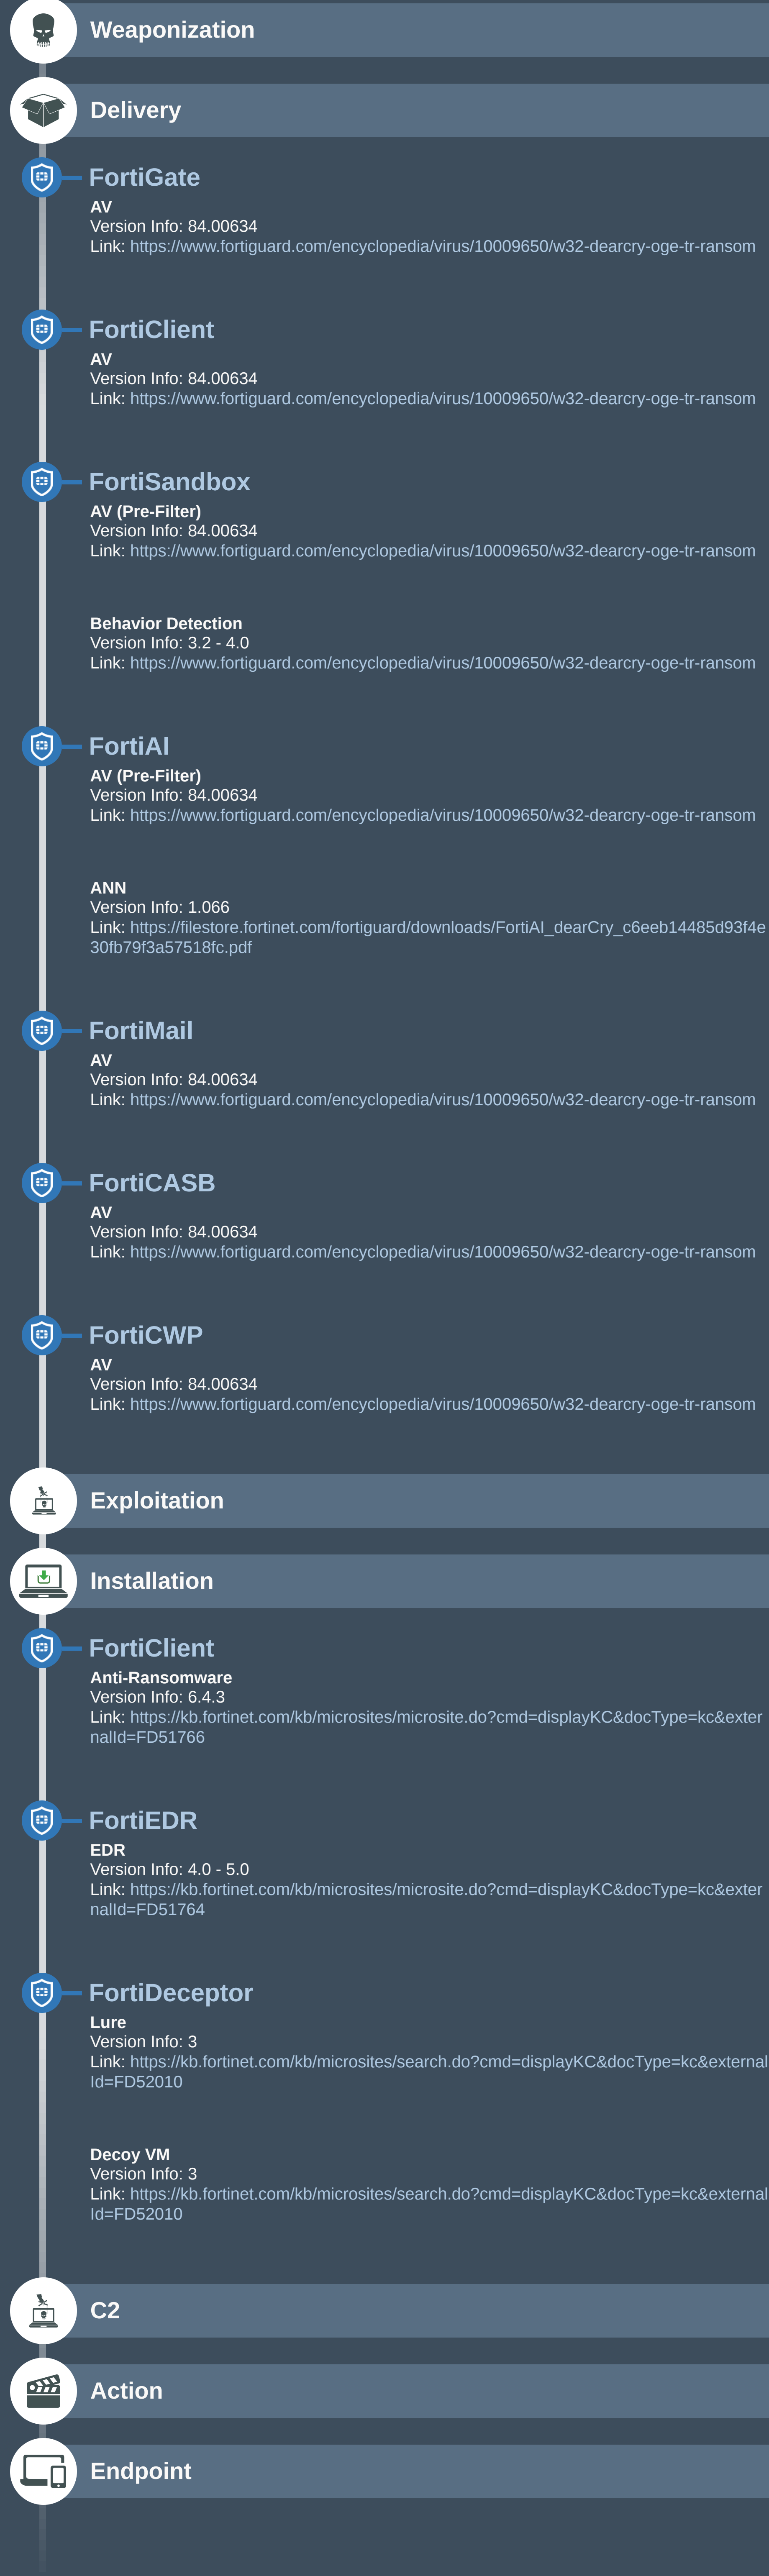 Weaponization
Delivery
FortiGate
AV
Version Info: 84.00634
Link: https://www.fortiguard.com/encyclopedia/virus/10009650/w32-dearcry-oge-tr-ransom
FortiClient
AV
Version Info: 84.00634
Link: https://www.fortiguard.com/encyclopedia/virus/10009650/w32-dearcry-oge-tr-ransom
FortiSandbox
AV (Pre-Filter)
Version Info: 84.00634
Link: https://www.fortiguard.com/encyclopedia/virus/10009650/w32-dearcry-oge-tr-ransom
Behavior Detection
Version Info: 3.2 - 4.0
Link: https://www.fortiguard.com/encyclopedia/virus/10009650/w32-dearcry-oge-tr-ransom
FortiAI
AV (Pre-Filter)
Version Info: 84.00634
Link: https://www.fortiguard.com/encyclopedia/virus/10009650/w32-dearcry-oge-tr-ransom
ANN
Version Info: 1.066
Link: https://filestore.fortinet.com/fortiguard/downloads/FortiAI_dearCry_c6eeb14485d93f4e
30fb79f3a57518fc.pdf
FortiMail
AV
Version Info: 84.00634
Link: https://www.fortiguard.com/encyclopedia/virus/10009650/w32-dearcry-oge-tr-ransom
FortiCASB
AV
Version Info: 84.00634
Link: https://www.fortiguard.com/encyclopedia/virus/10009650/w32-dearcry-oge-tr-ransom
FortiCWP
AV
Version Info: 84.00634
Link: https://www.fortiguard.com/encyclopedia/virus/10009650/w32-dearcry-oge-tr-ransom
Exploitation
Installation
FortiClient
Anti-Ransomware
Version Info: 6.4.3
Link: https://kb.fortinet.com/kb/microsites/microsite.do?cmd=displayKC&docType=kc&exter
nalId=FD51766
FortiEDR
EDR
Version Info: 4.0 - 5.0
Link: https://kb.fortinet.com/kb/microsites/microsite.do?cmd=displayKC&docType=kc&exter
nalId=FD51764
FortiDeceptor
Lure
Version Info: 3
Link: https://kb.fortinet.com/kb/microsites/search.do?cmd=displayKC&docType=kc&external
Id=FD52010
Decoy VM
Version Info: 3
Link: https://kb.fortinet.com/kb/microsites/search.do?cmd=displayKC&docType=kc&external
Id=FD52010
C2
Action
Endpoint